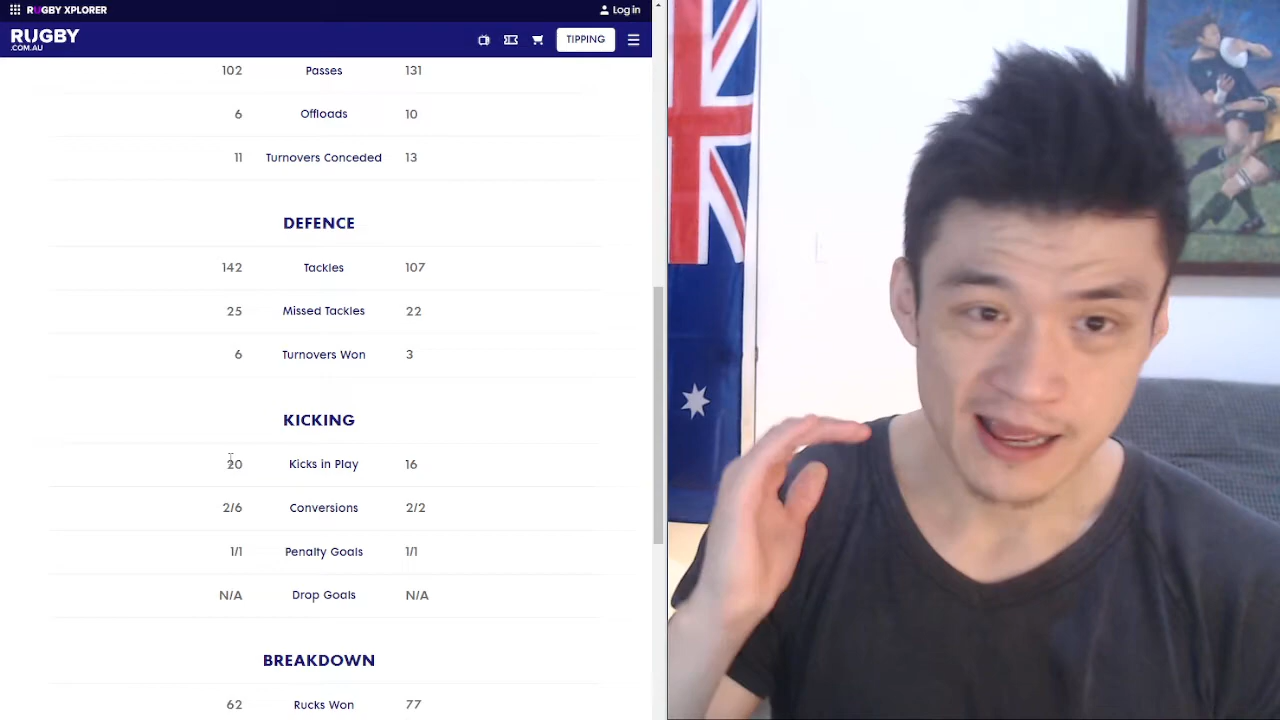 RUGBY XPLORER
Log in
RUGBY
.COM.AU
TIPPING
102 Passes 131
6 Offloads 10
11 Turnovers Conceded 13
DEFENCE
142 Tackles 107
25 Missed Tackles 22
6 Turnovers Won 3
KICKING
20 Kicks in Play 16
2/6 Conversions 2/2
1/1 Penalty Goals 1/1
N/A Drop Goals N/A
BREAKDOWN
62 Rucks Won 77